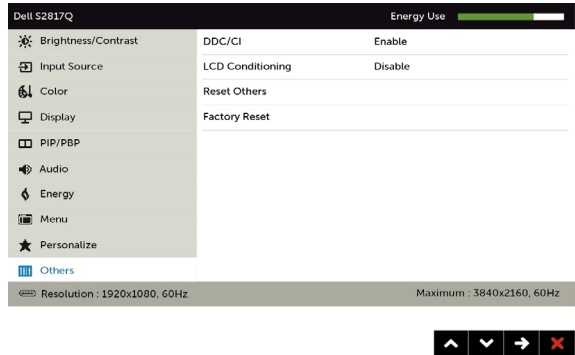 Dell S2817Q Energy Use
Brightness/Contrast DDC/CI Enable
Input Source LCD Conditioning Disable
Color Reset Others
Display Factory Reset
PIP/PBP
Audio
Energy
Menu
Personalize
Others
Resolution : 1920x1080, 60Hz Maximum : 3840x2160, 60Hz